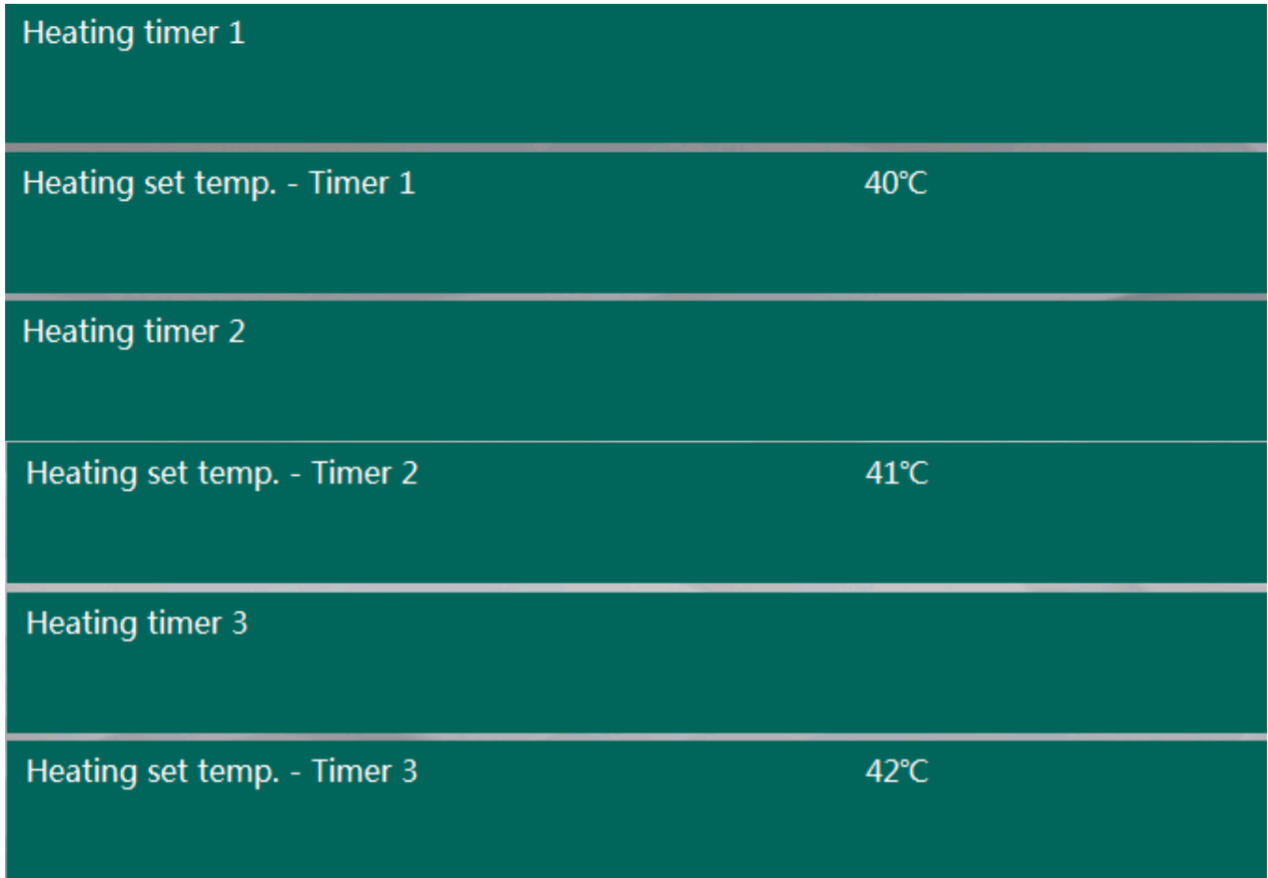 Heating timer 1
Heating set temp. - Timer 1 40℃
Heating timer 2
Heating set temp. - Timer 2 41℃
Heating timer 3
Heating set temp. - Timer 3 42℃